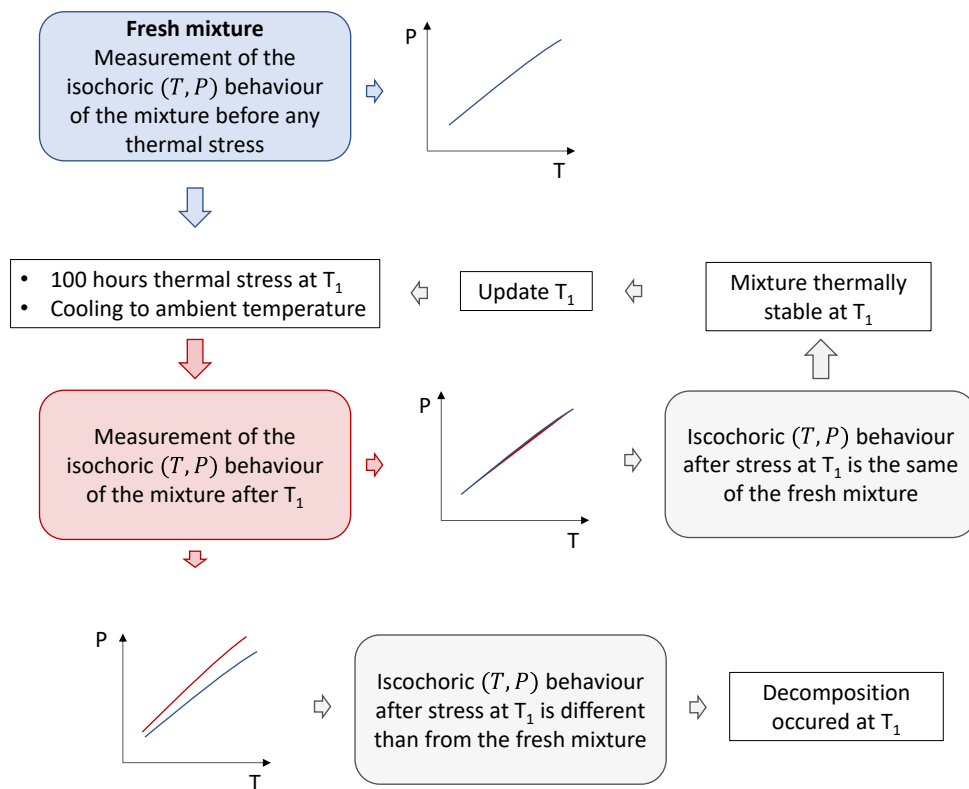 Fresh mixture
Measurement of the
isochoric (T, P) behaviour
of the mixture before any
thermal stress
P
T
• 100 hours thermal stress at T₁
• Cooling to ambient temperature
Update T₁
Mixture thermally
stable at T₁
Measurement of the
isochoric (T, P) behaviour
of the mixture after T₁
P
T
Iscochoric (T, P) behaviour
after stress at T₁ is the same
of the fresh mixture
P
T
Iscochoric (T, P) behaviour
after stress at T₁ is different
than from the fresh mixture
Decomposition
occured at T₁